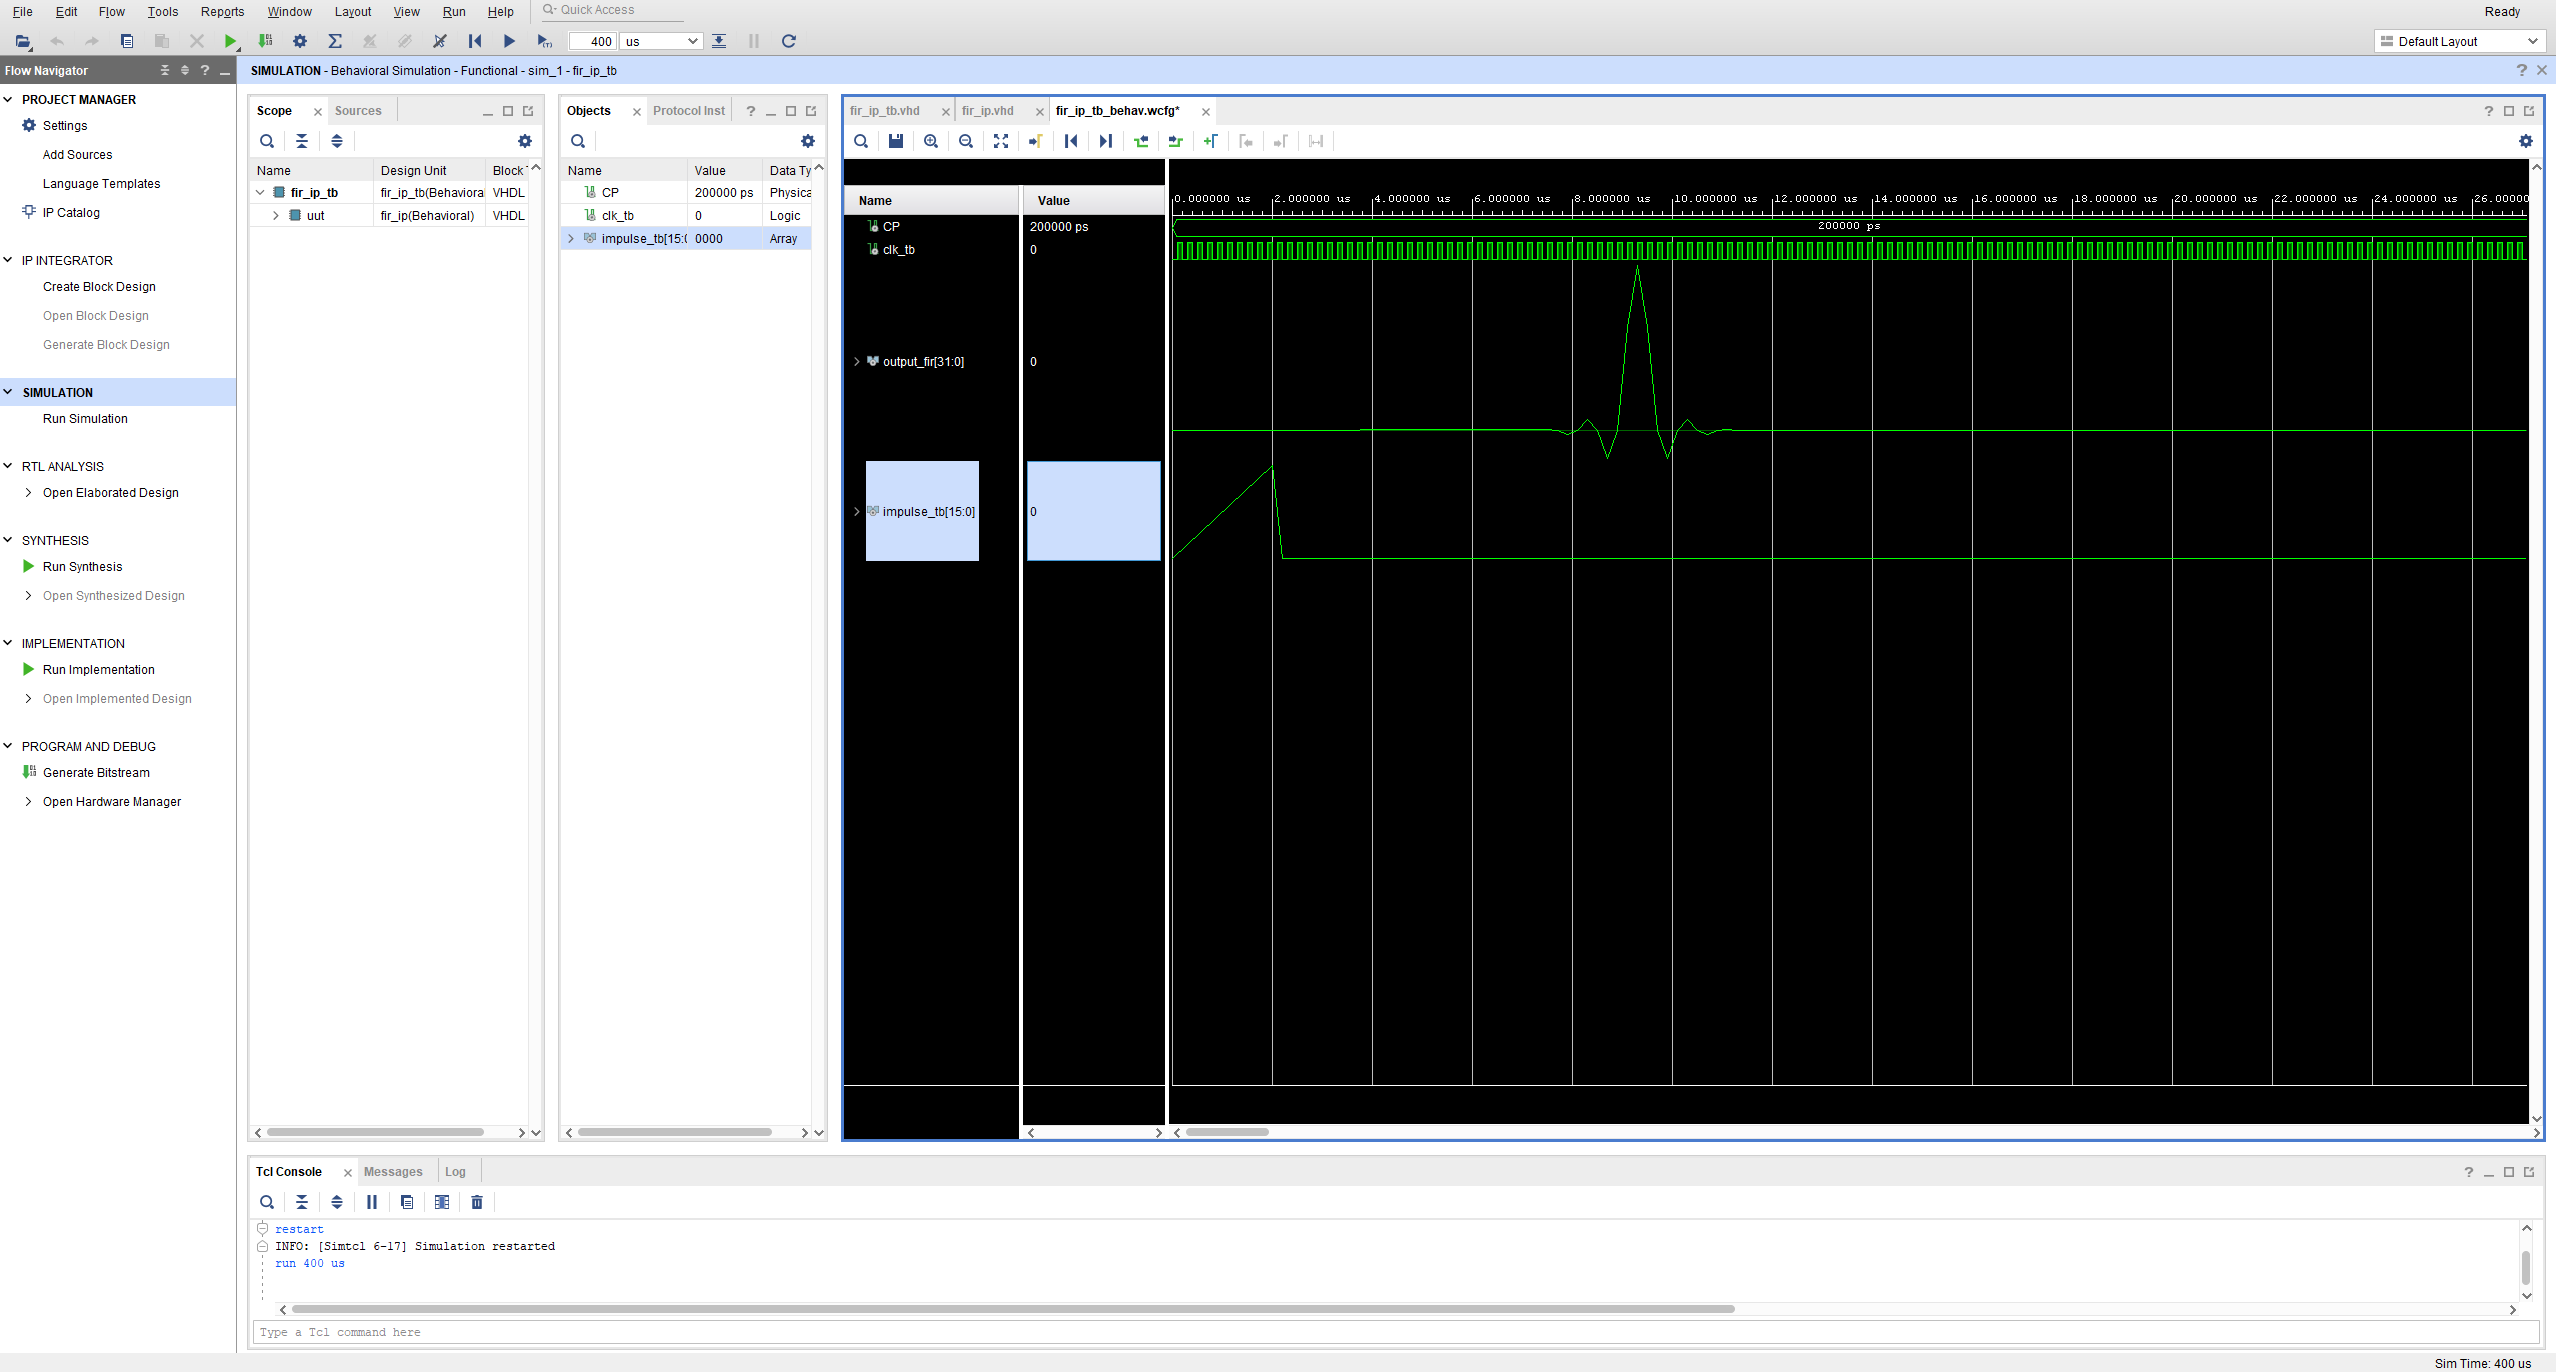 File Edit Flow Tools Reports Window Layout View Run Help Quick Access Ready
400 us Default Layout
Flow Navigator
SIMULATION - Behavioral Simulation - Functional - sim_1 - fir_ip_tb
PROJECT MANAGER
Settings
Add Sources
Language Templates
IP Catalog
IP INTEGRATOR
Create Block Design
Open Block Design
Generate Block Design
SIMULATION
Run Simulation
RTL ANALYSIS
Open Elaborated Design
SYNTHESIS
Run Synthesis
Open Synthesized Design
IMPLEMENTATION
Run Implementation
Open Implemented Design
PROGRAM AND DEBUG
Generate Bitstream
Open Hardware Manager
Scope Sources
Name Design Unit Block T
fir_ip_tb fir_ip_tb(Behavioral VHDL
uut fir_ip(Behavioral) VHDL
Objects Protocol Inst
Name Value Data Ty
CP 200000 ps Physica
clk_tb 0 Logic
impulse_tb[15:0 0000 Array
fir_ip_tb.vhd fir_ip.vhd fir_ip_tb_behav.wcfg*
Name Value
0.000000 us 2.000000 us 4.000000 us 6.000000 us 8.000000 us 10.000000 us 12.000000 us 14.000000 us 16.000000 us 18.000000 us 20.000000 us 22.000000 us 24.000000 us 26.00000
CP 200000 ps 200000 ps
clk_tb 0
output_fir[31:0] 0
impulse_tb[15:0] 0
Tcl Console Messages Log
restart
INFO: [Simtcl 6-17] Simulation restarted
run 400 us
Type a Tcl command here
Sim Time: 400 us